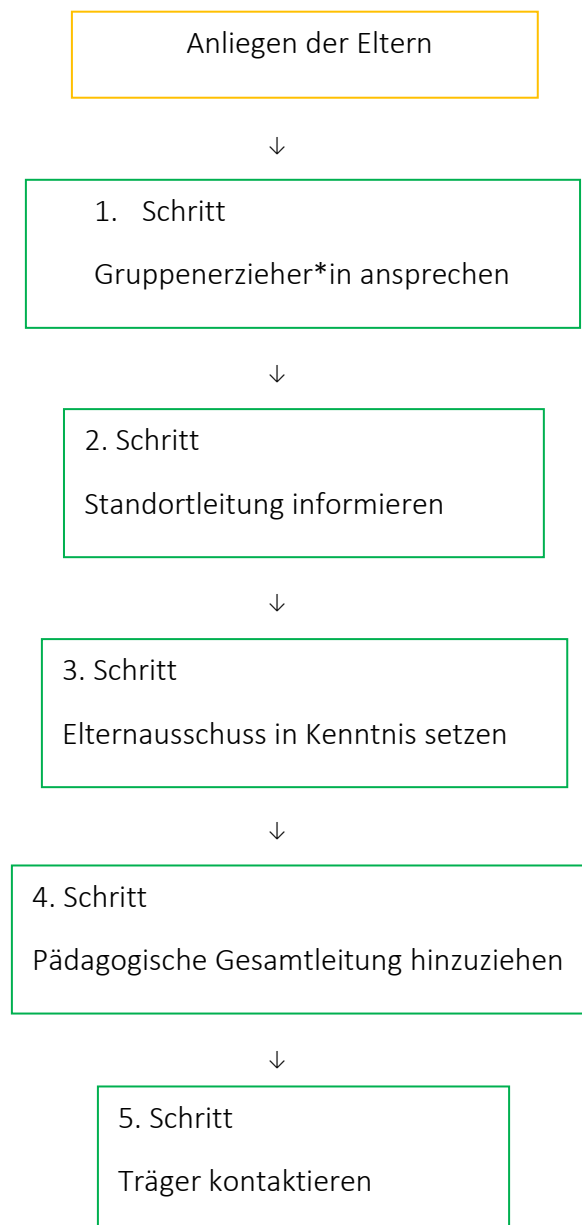 Anliegen der Eltern
↓
1. Schritt
Gruppenerzieher*in ansprechen
↓
2. Schritt
Standortleitung informieren
↓
3. Schritt
Elternausschuss in Kenntnis setzen
↓
4. Schritt
Pädagogische Gesamtleitung hinzuziehen
↓
5. Schritt
Träger kontaktieren